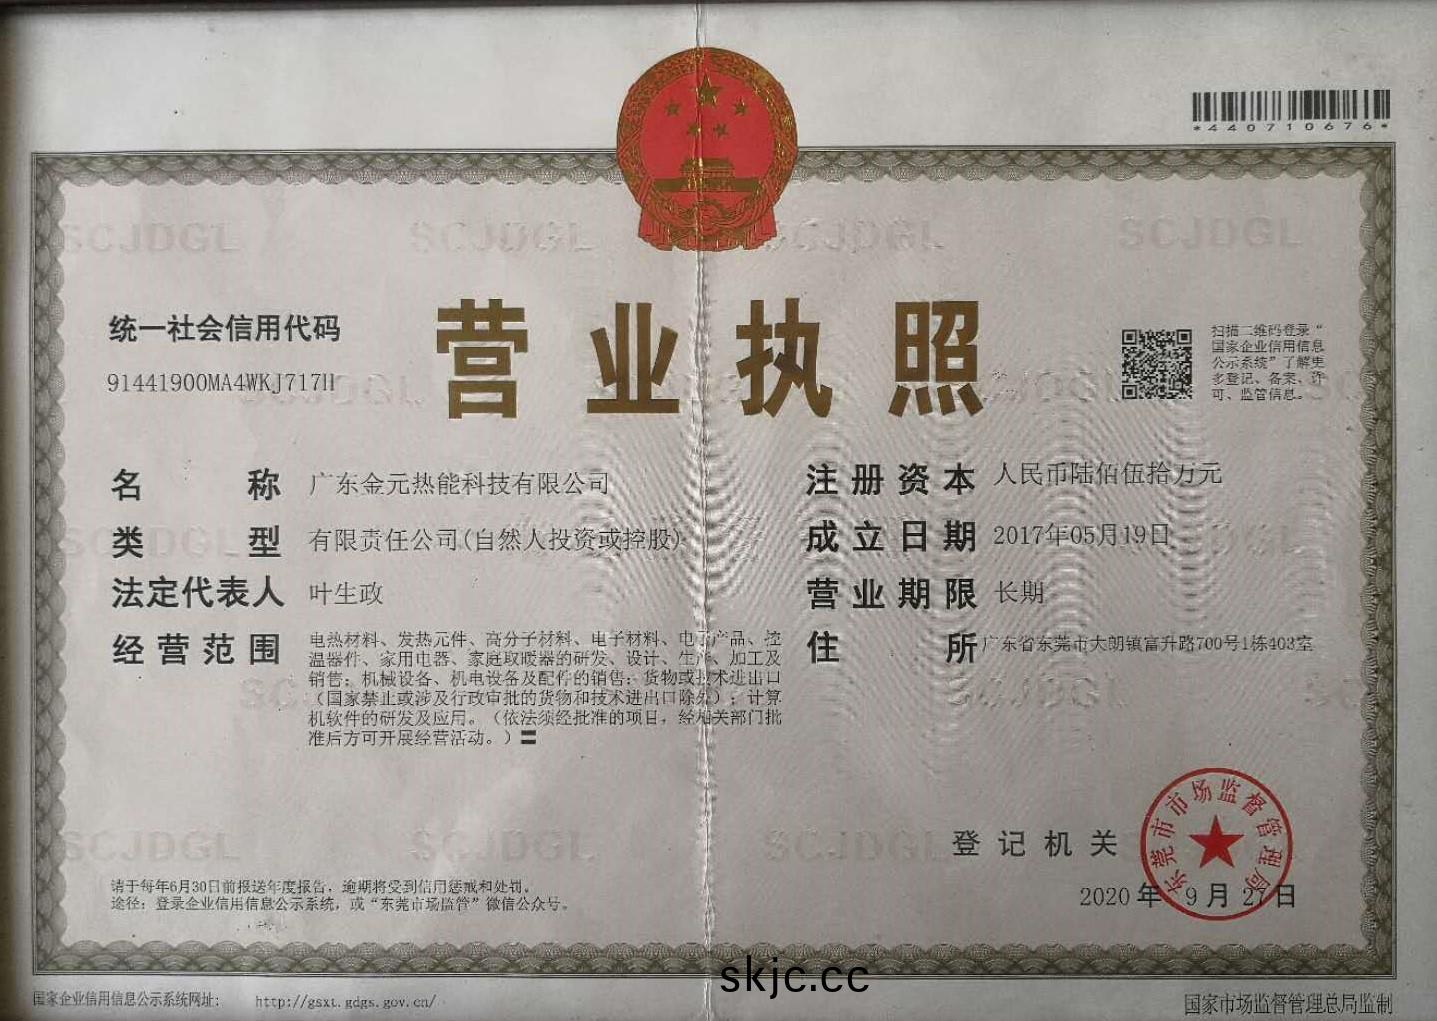 *440710676*
SCJDGL SCJDGL SCJDGL SCJDGL
营业执照
统一社会信用代码
91441900MA4WKJ717H
扫描二维码登录“
国家企业信用信息
公示系统”了解更
多登记、备案、许
可、监管信息。
名称 广东金元热能科技有限公司
类型 有限责任公司(自然人投资或控股)
法定代表人 叶生政
经营范围 电热材料、发热元件、高分子材料、电子材料、电子产品、控
温器件、家用电器、家庭取暖器的研发、设计、生产、加工及
销售；机械设备、机电设备及配件的销售；货物或技术进出口
（国家禁止或涉及行政审批的货物和技术进出口除外）；计算
机软件的研发及应用。（依法须经批准的项目，经相关部门批
准后方可开展经营活动。）〓
注册资本 人民币陆佰伍拾万元
成立日期 2017年05月19日
营业期限 长期
住所 广东省东莞市大朗镇富升路700号1栋403室
SCJDGL SCJDGL SCJDGL
登记机关
东莞市市场监督管理局
2020年9月27日
请于每年6月30日前报送年度报告，逾期将受到信用惩戒和处罚。
途径：登录企业信用信息公示系统，或“东莞市场监管”微信公众号。
skjc.cc
国家企业信用信息公示系统网址： http://gsxt.gdgs.gov.cn/
国家市场监督管理总局监制